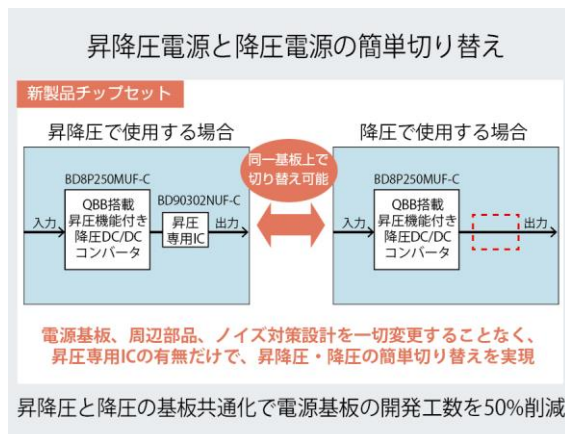 昇降圧電源と降圧電源の簡単切り替え
新製品チップセット
昇降圧で使用する場合
BD8P250MUF-C
BD90302NUF-C
入力
QBB搭載
昇圧機能付き
降圧DC/DC
コンバータ
昇圧
専用IC
出力
同一基板上で
切り替え可能
降圧で使用する場合
BD8P250MUF-C
入力
QBB搭載
昇圧機能付き
降圧DC/DC
コンバータ
出力
電源基板、周辺部品、ノイズ対策設計を一切変更することなく、
昇圧専用ICの有無だけで、昇降圧・降圧の簡単切り替えを実現
昇降圧と降圧の基板共通化で電源基板の開発工数を50%削減